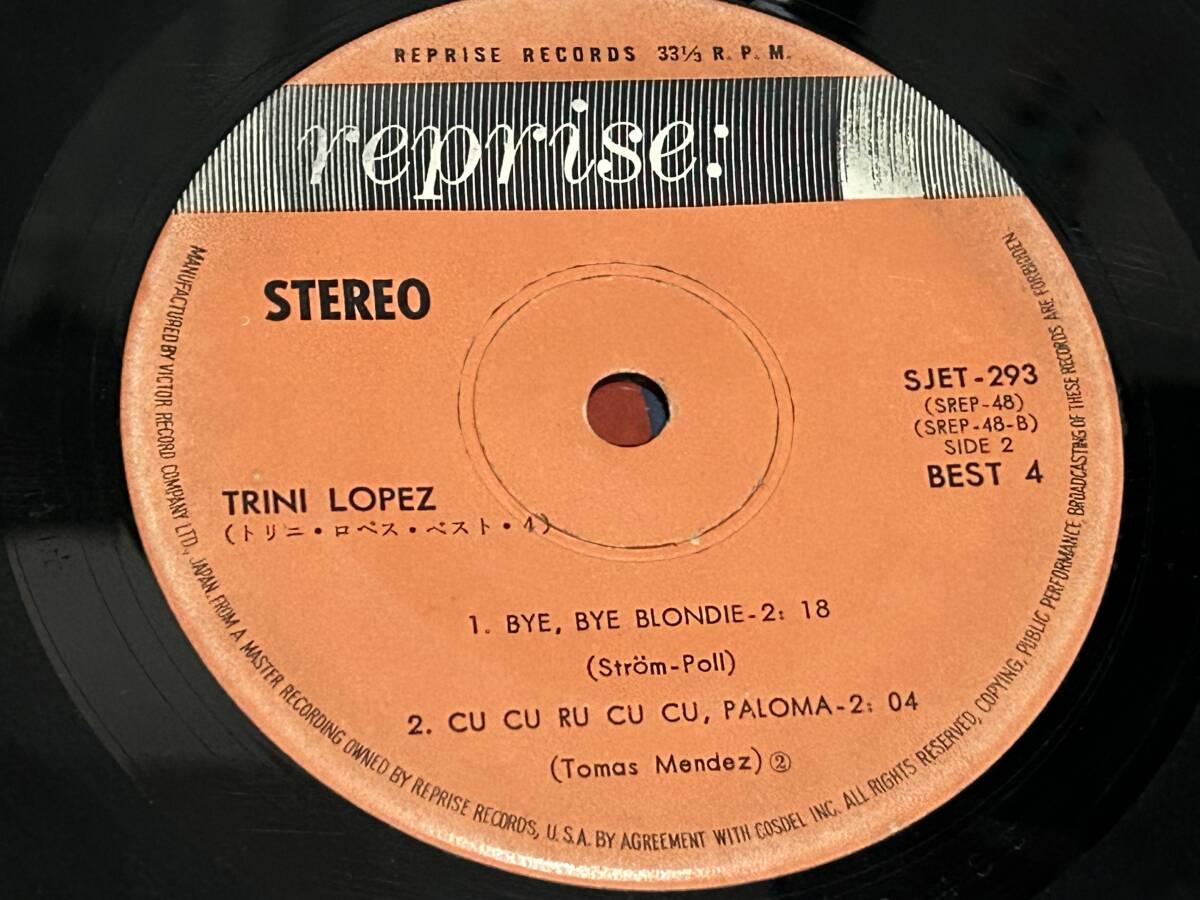 REPRISE RECORDS 33⅓ R. P. M.
reprise:
STEREO
SJET-293
(SREP-48)
(SREP-48-B)
SIDE 2
BEST 4
TRINI LOPEZ
(トリニ・ロペス・ベスト・4)
1. BYE, BYE BLONDIE-2: 18
(Ström-Poll)
2. CU CU RU CU CU, PALOMA-2: 04
(Tomas Mendez)②
MANUFACTURED BY VICTOR RECORD COMPANY LTD., JAPAN. FROM A MASTER RECORDING OWNED BY REPRISE RECORDS, U.S.A. BY AGREEMENT WITH COSDEL INC. ALL RIGHTS RESERVED, COPYING, PUBLIC PERFORMANCE, BROADCASTING OF THESE RECORDS ARE FORBIDDEN